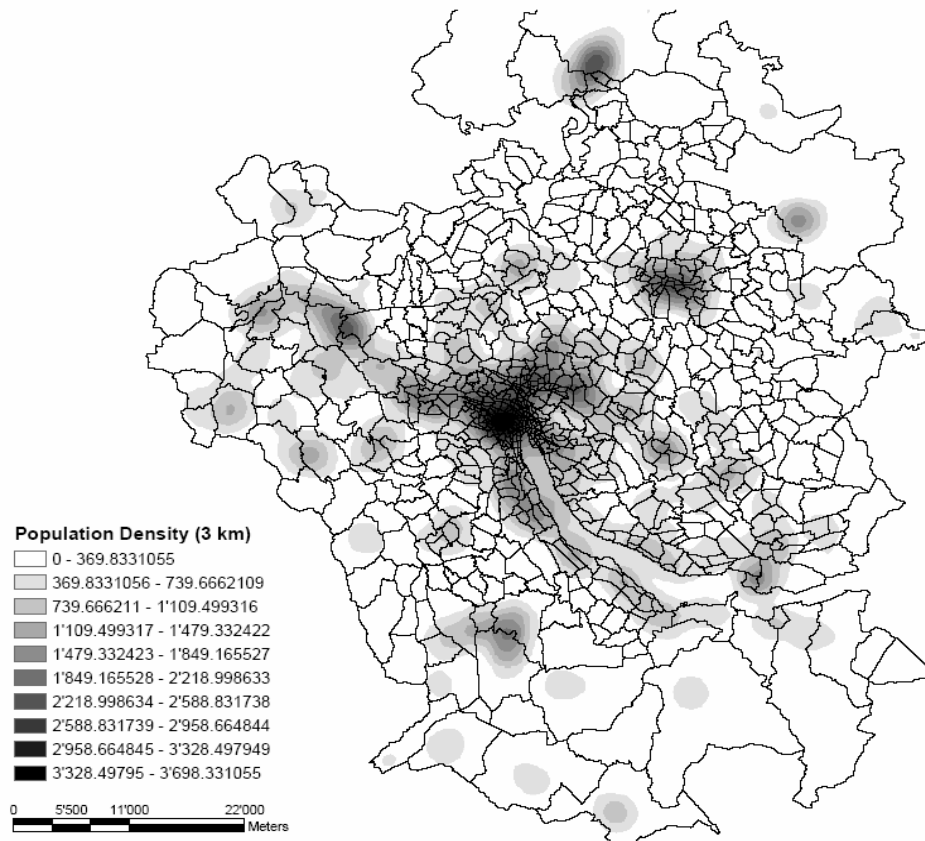 Population Density (3 km)
0 - 369.8331055
369.8331056 - 739.6662109
739.666211 - 1'109.499316
1'109.499317 - 1'479.332422
1'479.332423 - 1'849.165527
1'849.165528 - 2'218.998633
2'218.998634 - 2'588.831738
2'588.831739 - 2'958.664844
2'958.664845 - 3'328.497949
3'328.49795 - 3'698.331055
0 5'500 11'000 22'000
Meters